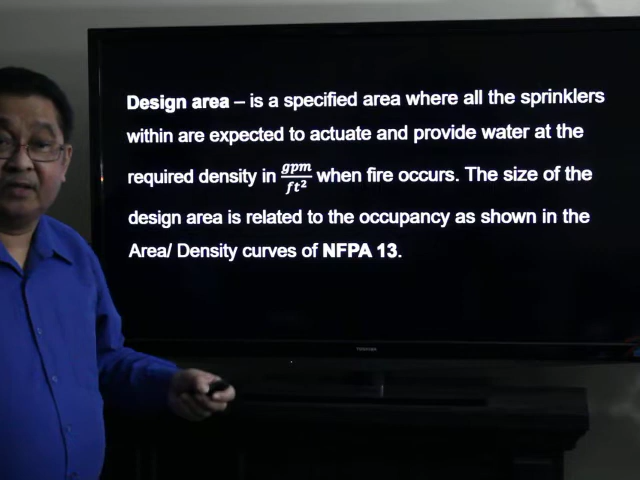 Design area – is a specified area where all the sprinklers
within are expected to actuate and provide water at the
required density in gpm/ft² when fire occurs. The size of the
design area is related to the occupancy as shown in the
Area/ Density curves of NFPA 13.
TOSHIBA